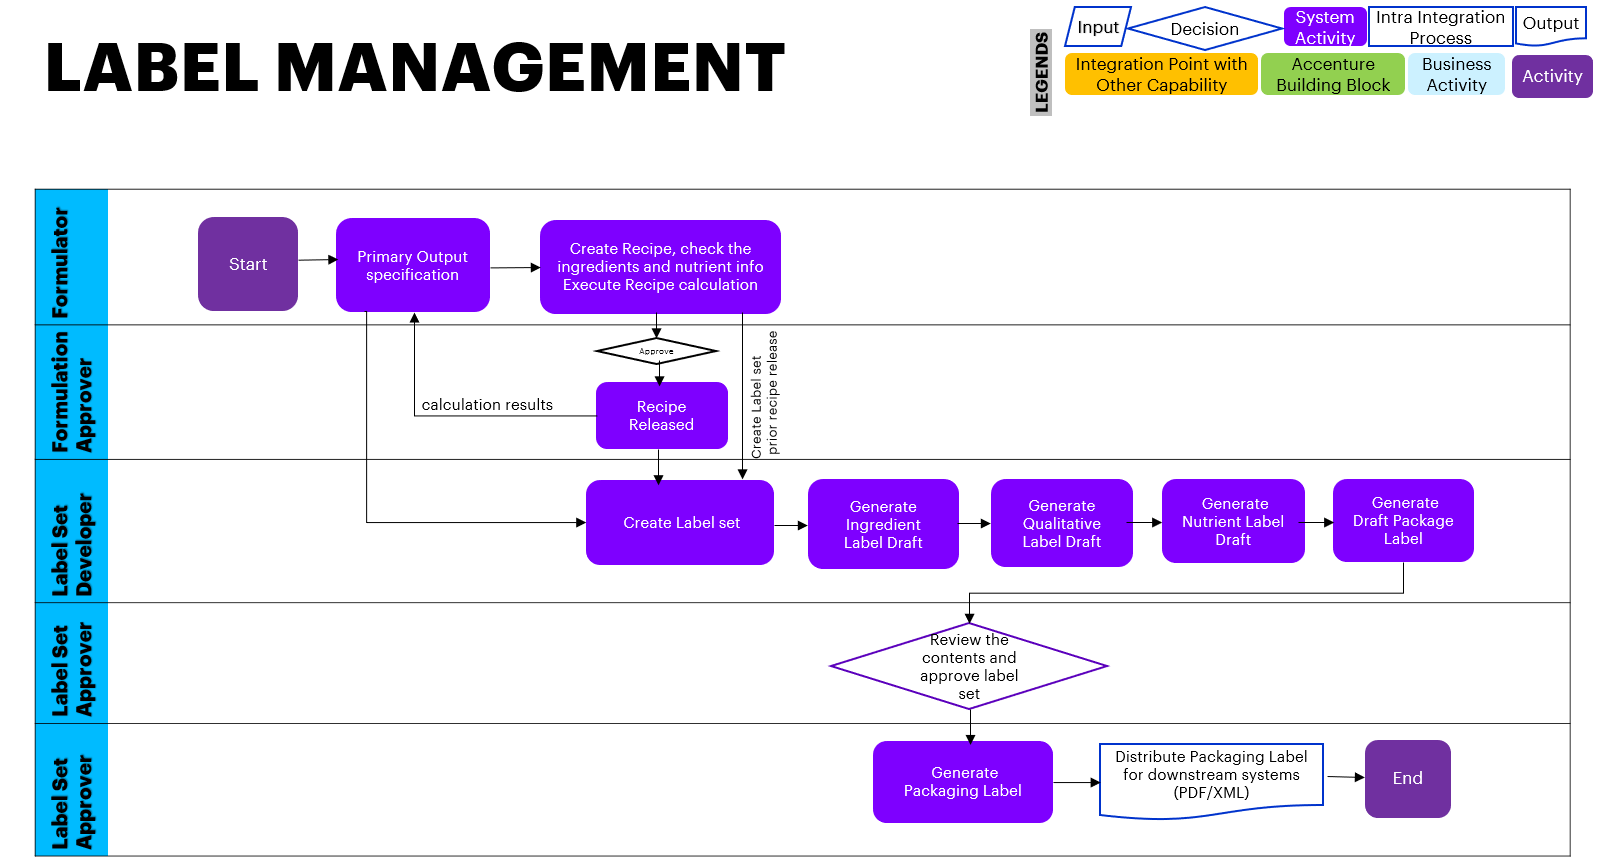 LABEL MANAGEMENT
LEGENDS
Input
Decision
System
Activity
Intra Integration
Process
Output
Integration Point with
Other Capability
Accenture
Building Block
Business
Activity
Activity
Formulator
Start
Primary Output
specification
Create Recipe, check the
ingredients and nutrient info
Execute Recipe calculation
Formulation
Approver
Approve
Recipe
Released
calculation results
Create Label set
prior recipe release
Label Set
Developer
Create Label set
Generate
Ingredient
Label Draft
Generate
Qualitative
Label Draft
Generate
Nutrient Label
Draft
Generate
Draft Package
Label
Label Set
Approver
Review the
contents and
approve label
set
Label Set
Approver
Generate
Packaging Label
Distribute Packaging Label
for downstream systems
(PDF/XML)
End